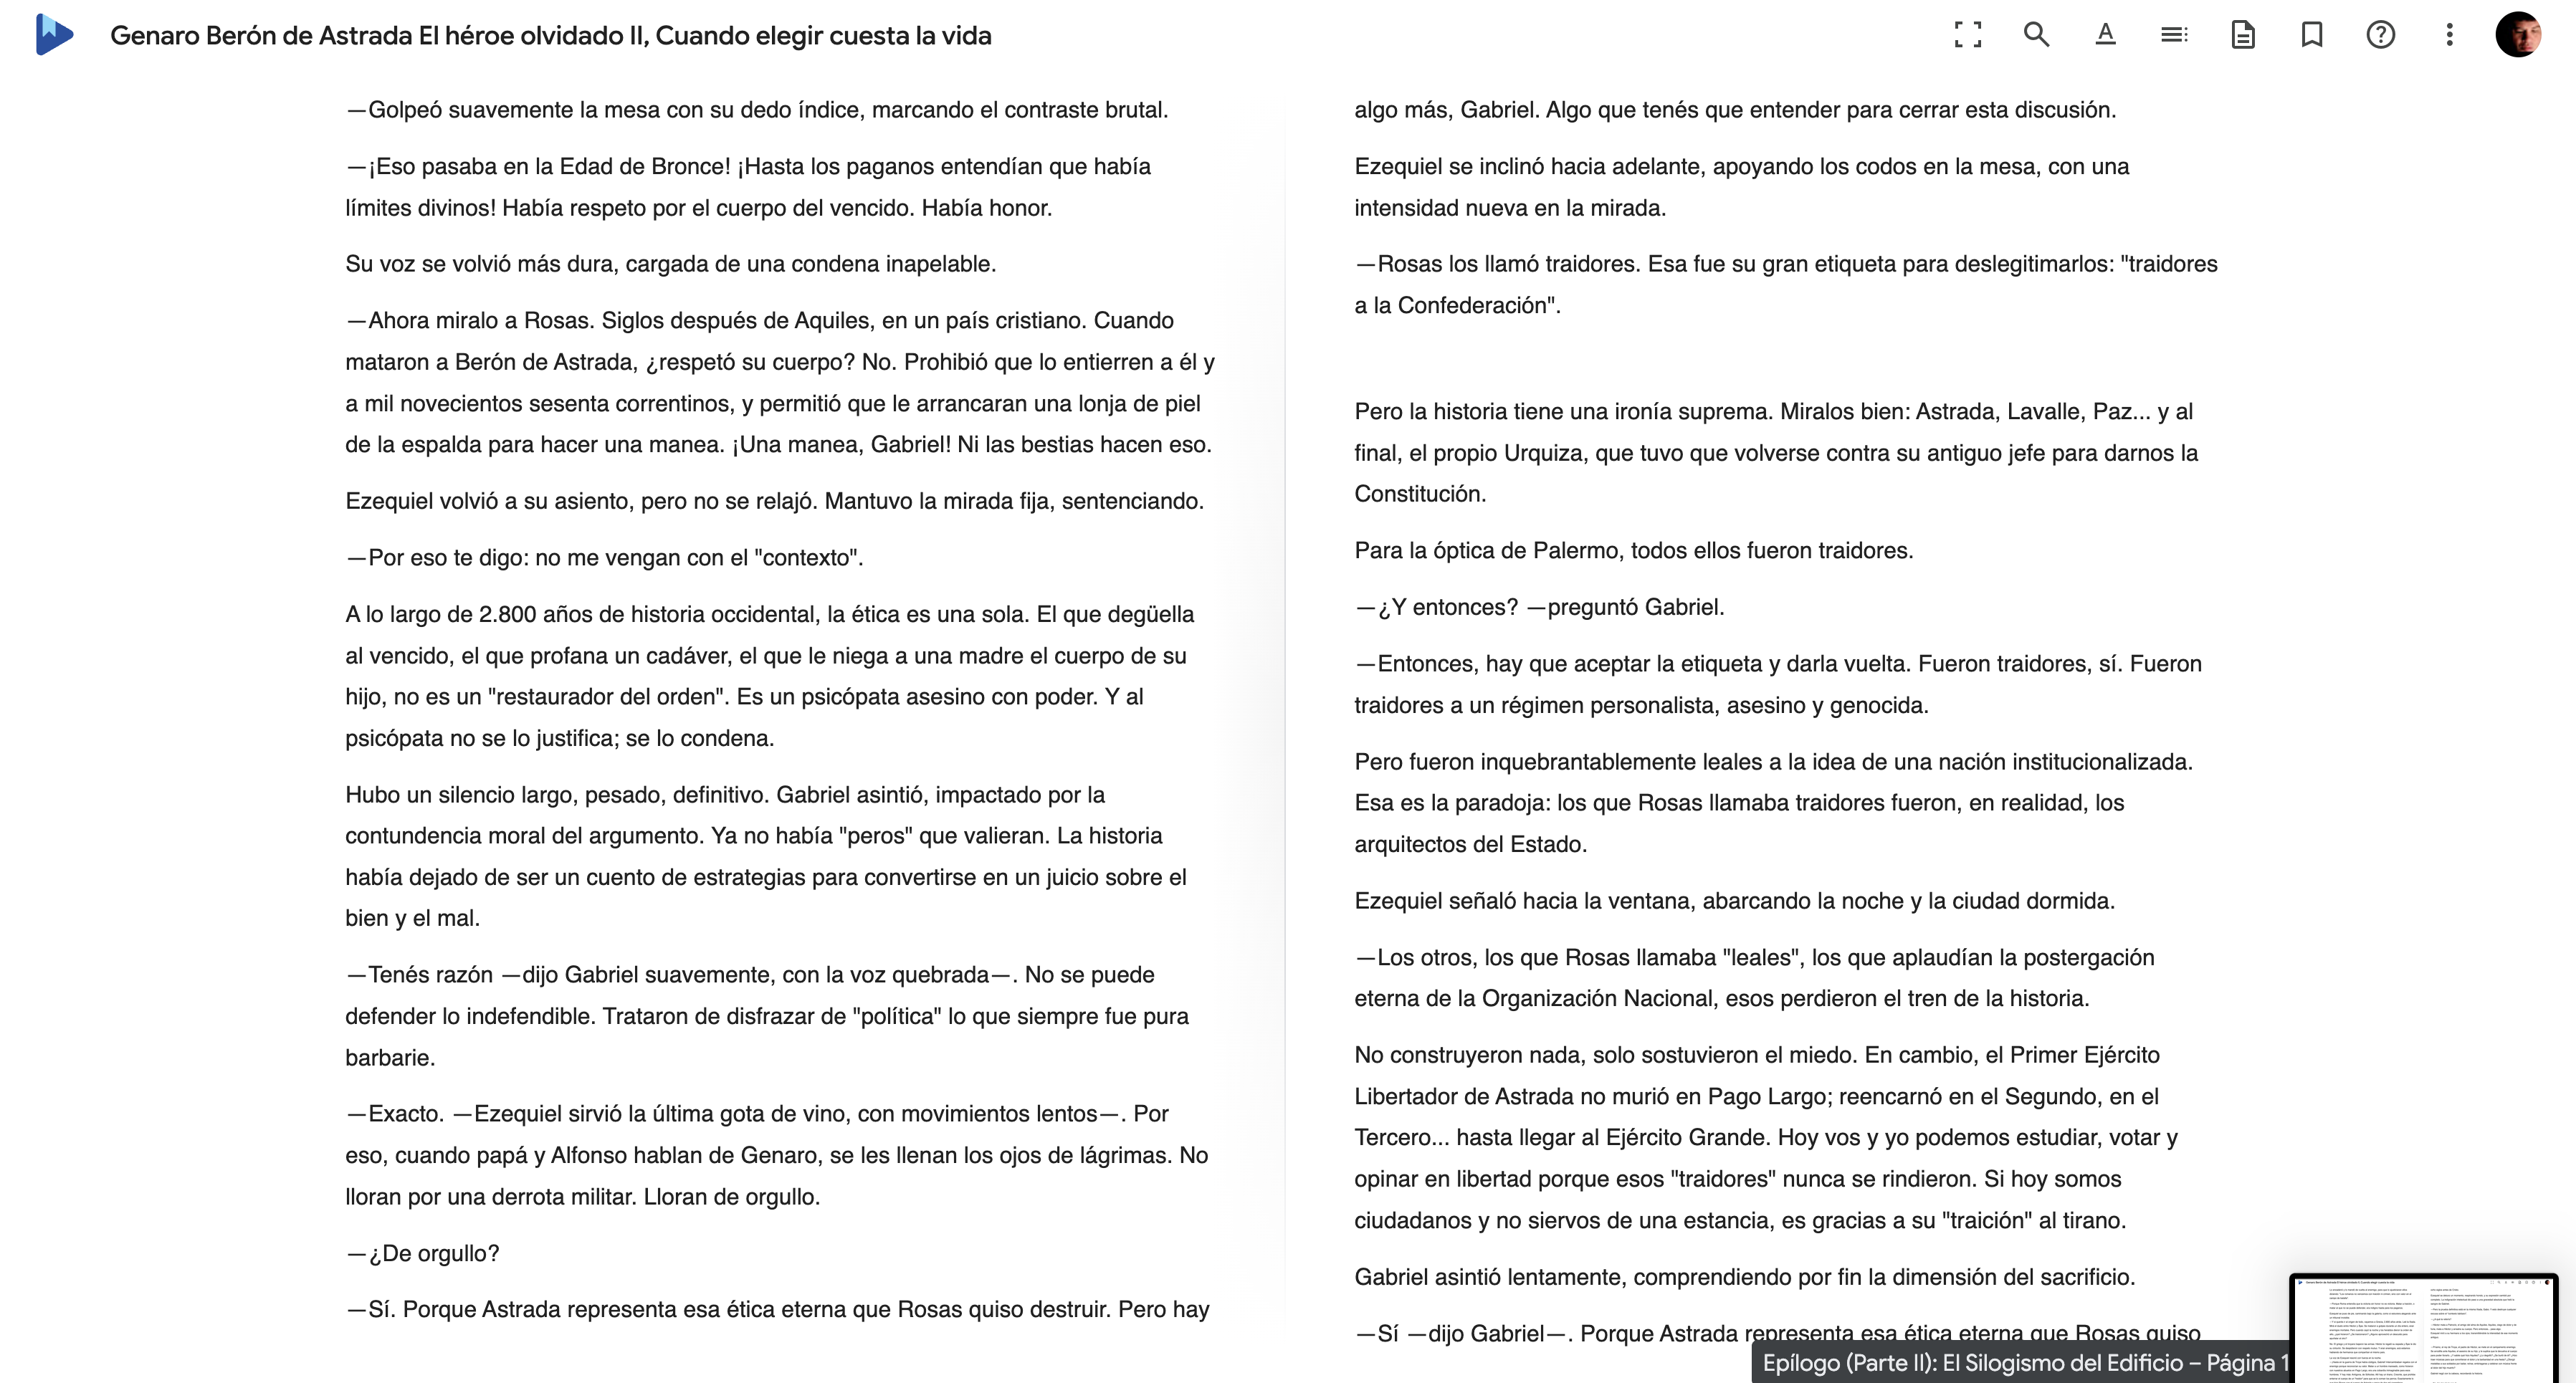 Genaro Berón de Astrada El héroe olvidado II, Cuando elegir cuesta la vida
—Golpeó suavemente la mesa con su dedo índice, marcando el contraste brutal.
—¡Eso pasaba en la Edad de Bronce! ¡Hasta los paganos entendían que había
límites divinos! Había respeto por el cuerpo del vencido. Había honor.
Su voz se volvió más dura, cargada de una condena inapelable.
—Ahora miralo a Rosas. Siglos después de Aquiles, en un país cristiano. Cuando
mataron a Berón de Astrada, ¿respetó su cuerpo? No. Prohibió que lo entierren a él y
a mil novecientos sesenta correntinos, y permitió que le arrancaran una lonja de piel
de la espalda para hacer una manea. ¡Una manea, Gabriel! Ni las bestias hacen eso.
Ezequiel volvió a su asiento, pero no se relajó. Mantuvo la mirada fija, sentenciando.
—Por eso te digo: no me vengan con el "contexto".
A lo largo de 2.800 años de historia occidental, la ética es una sola. El que degüella
al vencido, el que profana un cadáver, el que le niega a una madre el cuerpo de su
hijo, no es un "restaurador del orden". Es un psicópata asesino con poder. Y al
psicópata no se lo justifica; se lo condena.
Hubo un silencio largo, pesado, definitivo. Gabriel asintió, impactado por la
contundencia moral del argumento. Ya no había "peros" que valieran. La historia
había dejado de ser un cuento de estrategias para convertirse en un juicio sobre el
bien y el mal.
—Tenés razón —dijo Gabriel suavemente, con la voz quebrada—. No se puede
defender lo indefendible. Trataron de disfrazar de "política" lo que siempre fue pura
barbarie.
—Exacto. —Ezequiel sirvió la última gota de vino, con movimientos lentos—. Por
eso, cuando papá y Alfonso hablan de Genaro, se les llenan los ojos de lágrimas. No
lloran por una derrota militar. Lloran de orgullo.
—¿De orgullo?
—Sí. Porque Astrada representa esa ética eterna que Rosas quiso destruir. Pero hay
algo más, Gabriel. Algo que tenés que entender para cerrar esta discusión.
Ezequiel se inclinó hacia adelante, apoyando los codos en la mesa, con una
intensidad nueva en la mirada.
—Rosas los llamó traidores. Esa fue su gran etiqueta para deslegitimarlos: "traidores
a la Confederación".
Pero la historia tiene una ironía suprema. Miralos bien: Astrada, Lavalle, Paz... y al
final, el propio Urquiza, que tuvo que volverse contra su antiguo jefe para darnos la
Constitución.
Para la óptica de Palermo, todos ellos fueron traidores.
—¿Y entonces? —preguntó Gabriel.
—Entonces, hay que aceptar la etiqueta y darla vuelta. Fueron traidores, sí. Fueron
traidores a un régimen personalista, asesino y genocida.
Pero fueron inquebrantablemente leales a la idea de una nación institucionalizada.
Esa es la paradoja: los que Rosas llamaba traidores fueron, en realidad, los
arquitectos del Estado.
Ezequiel señaló hacia la ventana, abarcando la noche y la ciudad dormida.
—Los otros, los que Rosas llamaba "leales", los que aplaudían la postergación
eterna de la Organización Nacional, esos perdieron el tren de la historia.
No construyeron nada, solo sostuvieron el miedo. En cambio, el Primer Ejército
Libertador de Astrada no murió en Pago Largo; reencarnó en el Segundo, en el
Tercero... hasta llegar al Ejército Grande. Hoy vos y yo podemos estudiar, votar y
opinar en libertad porque esos "traidores" nunca se rindieron. Si hoy somos
ciudadanos y no siervos de una estancia, es gracias a su "traición" al tirano.
Gabriel asintió lentamente, comprendiendo por fin la dimensión del sacrificio.
—Sí —dijo Gabriel—. Porque Astrada representa esa ética eterna que Rosas quiso
Epílogo (Parte II): El Silogismo del Edificio – Página 1